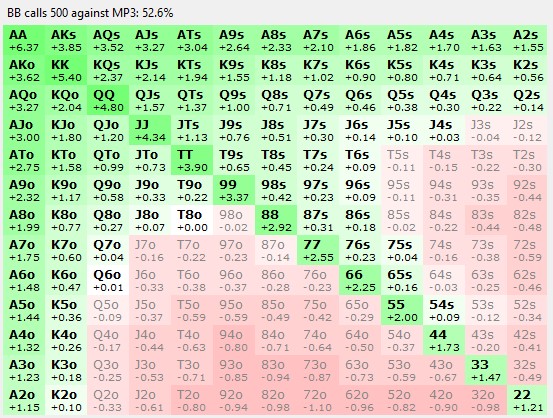 BB calls 500 against MP3: 52.6%
AA AKs AQs AJs ATs A9s A8s A7s A6s A5s A4s A3s A2s
+6.37 +3.85 +3.52 +3.27 +3.04 +2.64 +2.33 +2.10 +1.86 +1.82 +1.70 +1.63 +1.55
AKo KK KQs KJs KTs K9s K8s K7s K6s K5s K4s K3s K2s
+3.62 +5.40 +2.37 +2.14 +1.94 +1.55 +1.18 +1.02 +0.90 +0.80 +0.71 +0.64 +0.56
AQo KQo QQ QJs QTs Q9s Q8s Q7s Q6s Q5s Q4s Q3s Q2s
+3.27 +2.04 +4.80 +1.57 +1.37 +1.00 +0.71 +0.49 +0.46 +0.38 +0.30 +0.22 +0.14
AJo KJo QJo JJ JTs J9s J8s J7s J6s J5s J4s J3s J2s
+3.00 +1.80 +1.20 +4.34 +1.13 +0.76 +0.51 +0.30 +0.14 +0.10 +0.03 -0.04 -0.12
ATo KTo QTo JTo TT T9s T8s T7s T6s T5s T4s T3s T2s
+2.75 +1.58 +0.99 +0.73 +3.90 +0.65 +0.45 +0.24 +0.09 -0.11 -0.15 -0.22 -0.30
A9o K9o Q9o J9o T9o 99 98s 97s 96s 95s 94s 93s 92s
+2.32 +1.17 +0.58 +0.33 +0.22 +3.37 +0.42 +0.23 +0.09 -0.11 -0.31 -0.35 -0.44
A8o K8o Q8o J8o T8o 98o 88 87s 86s 85s 84s 83s 82s
+1.99 +0.77 +0.27 +0.07 +0.00 -0.02 +2.92 +0.31 +0.18 -0.02 -0.22 -0.44 -0.48
A7o K7o Q7o J7o T7o 97o 87o 77 76s 75s 74s 73s 72s
+1.75 +0.60 +0.04 -0.16 -0.22 -0.23 -0.14 +2.55 +0.23 +0.04 -0.16 -0.38 -0.59
A6o K6o Q6o J6o T6o 96o 86o 76o 66 65s 64s 63s 62s
+1.48 +0.47 +0.01 -0.33 -0.38 -0.37 -0.28 -0.23 +2.25 +0.16 -0.03 -0.25 -0.46
A5o K5o Q5o J5o T5o 95o 85o 75o 65o 55 54s 53s 52s
+1.44 +0.36 -0.09 -0.37 -0.59 -0.59 -0.49 -0.42 -0.29 +2.00 +0.09 -0.12 -0.34
A4o K4o Q4o J4o T4o 94o 84o 74o 64o 54o 44 43s 42s
+1.32 +0.26 -0.17 -0.44 -0.63 -0.80 -0.71 -0.64 -0.50 -0.37 +1.73 -0.20 -0.41
A3o K3o Q3o J3o T3o 93o 83o 73o 63o 53o 43o 33 32s
+1.23 +0.18 -0.25 -0.53 -0.71 -0.85 -0.95 -0.87 -0.73 -0.59 -0.67 +1.47 -0.49
A2o K2o Q2o J2o T2o 92o 82o 72o 62o 52o 42o 32o 22
+1.15 +0.10 -0.33 -0.61 -0.80 -0.94 -0.98 -1.10 -0.96 -0.82 -0.90 -0.98 +1.21